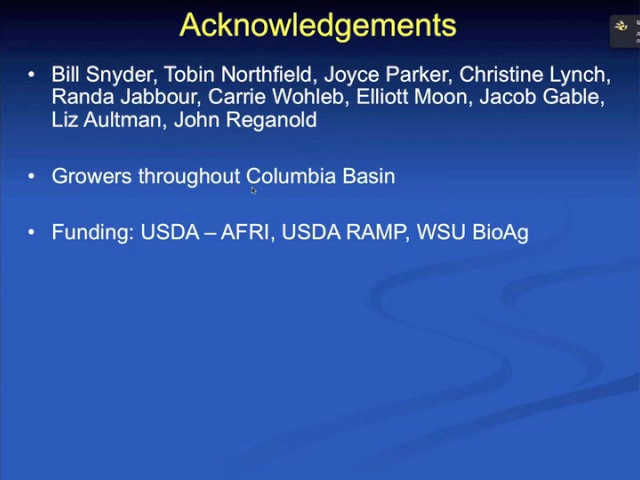 Acknowledgements
• Bill Snyder, Tobin Northfield, Joyce Parker, Christine Lynch,
Randa Jabbour, Carrie Wohleb, Elliott Moon, Jacob Gable,
Liz Aultman, John Reganold
• Growers throughout Columbia Basin
• Funding: USDA – AFRI, USDA RAMP, WSU BioAg